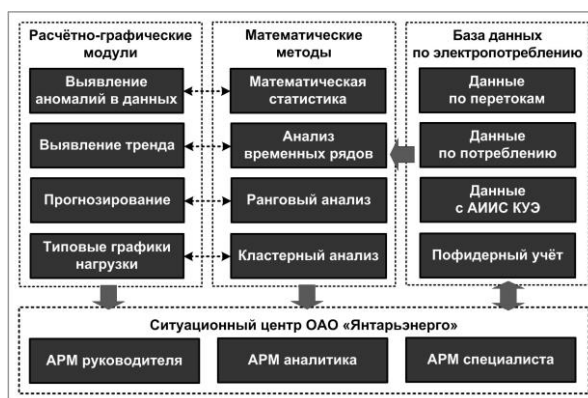 Расчётно-графические
модули
Выявление
аномалий в данных
Выявление тренда
Прогнозирование
Типовые графики
нагрузки
Математические
методы
Математическая
статистика
Анализ
временных рядов
Ранговый анализ
Кластерный анализ
База данных
по электропотреблению
Данные
по перетокам
Данные
по потреблению
Данные
с АИИС КУЭ
Пофидерный учёт
Ситуационный центр ОАО «Янтарьэнерго»
АРМ руководителя
АРМ аналитика
АРМ специалиста